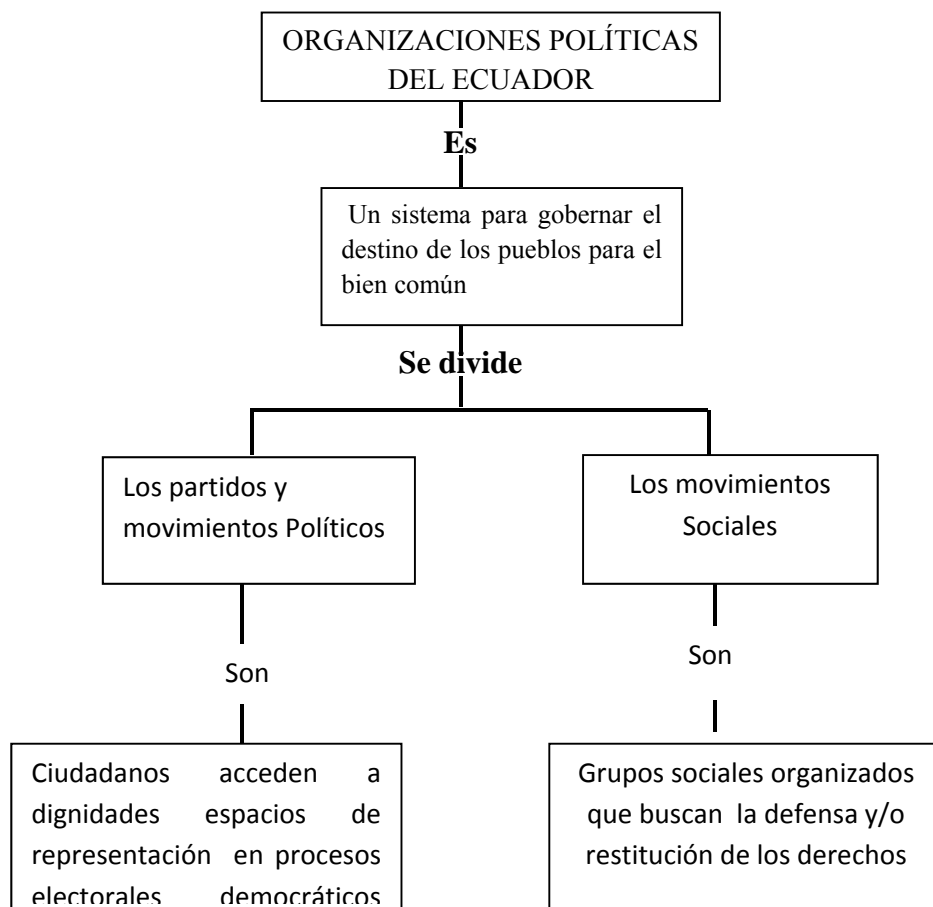 ORGANIZACIONES POLÍTICAS
DEL ECUADOR
Es
Un sistema para gobernar el
destino de los pueblos para el
bien común
Se divide
Los partidos y
movimientos Políticos
Los movimientos
Sociales
Son
Son
Ciudadanos acceden a
dignidades espacios de
representación en procesos
electorales democráticos
Grupos sociales organizados
que buscan la defensa y/o
restitución de los derechos